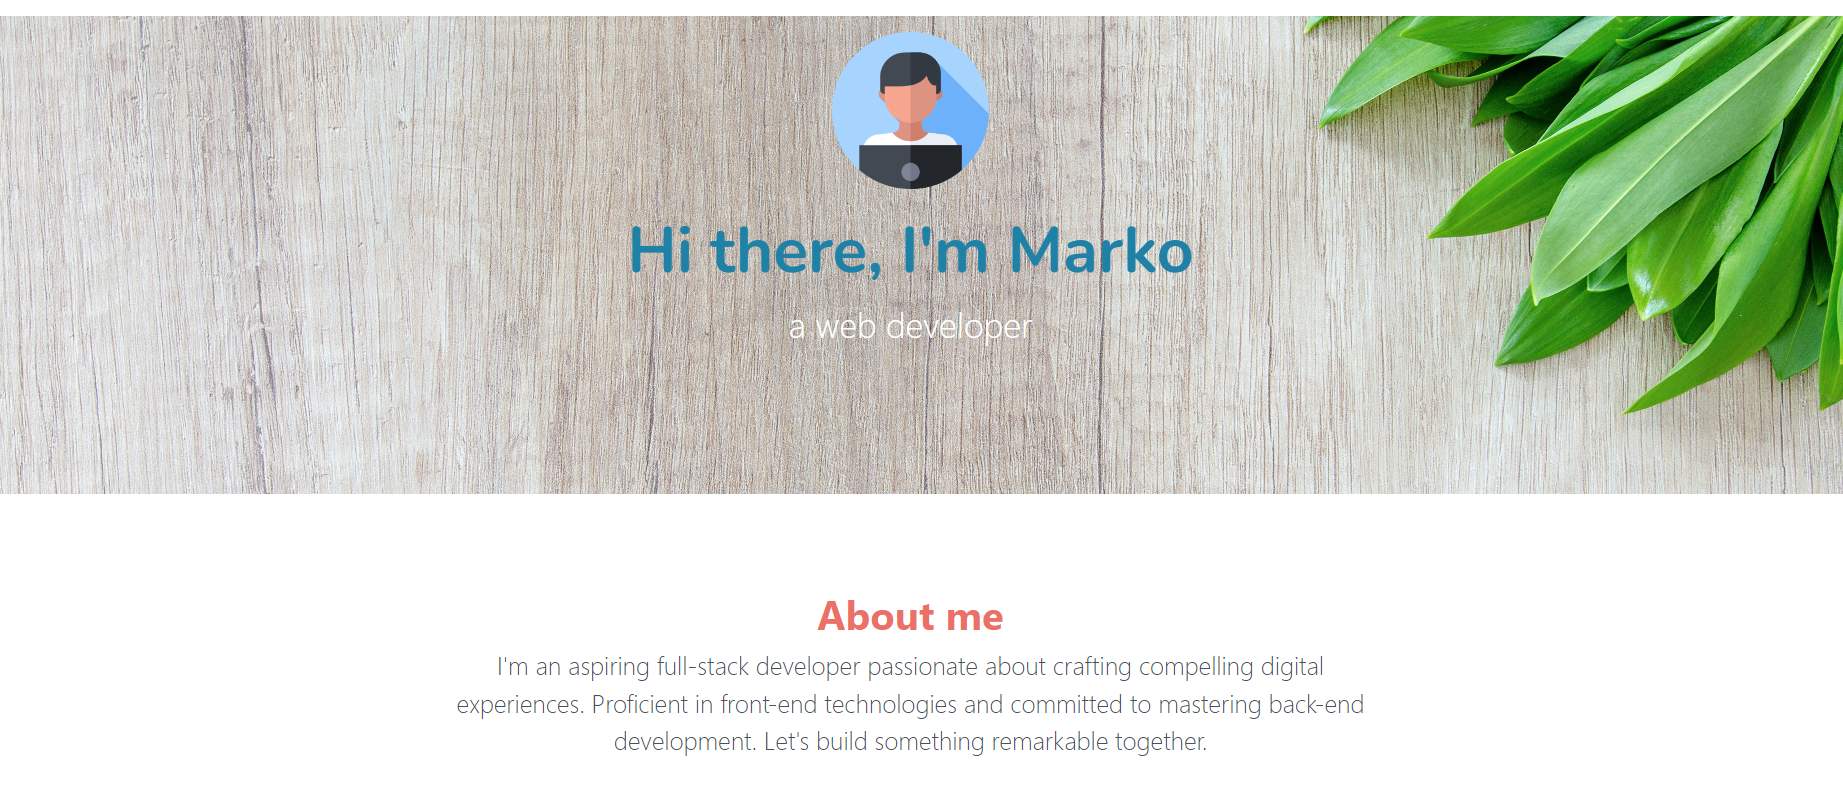 Hi there, I'm Marko
a web developer
About me
I'm an aspiring full-stack developer passionate about crafting compelling digital
experiences. Proficient in front-end technologies and committed to mastering back-end
development. Let's build something remarkable together.